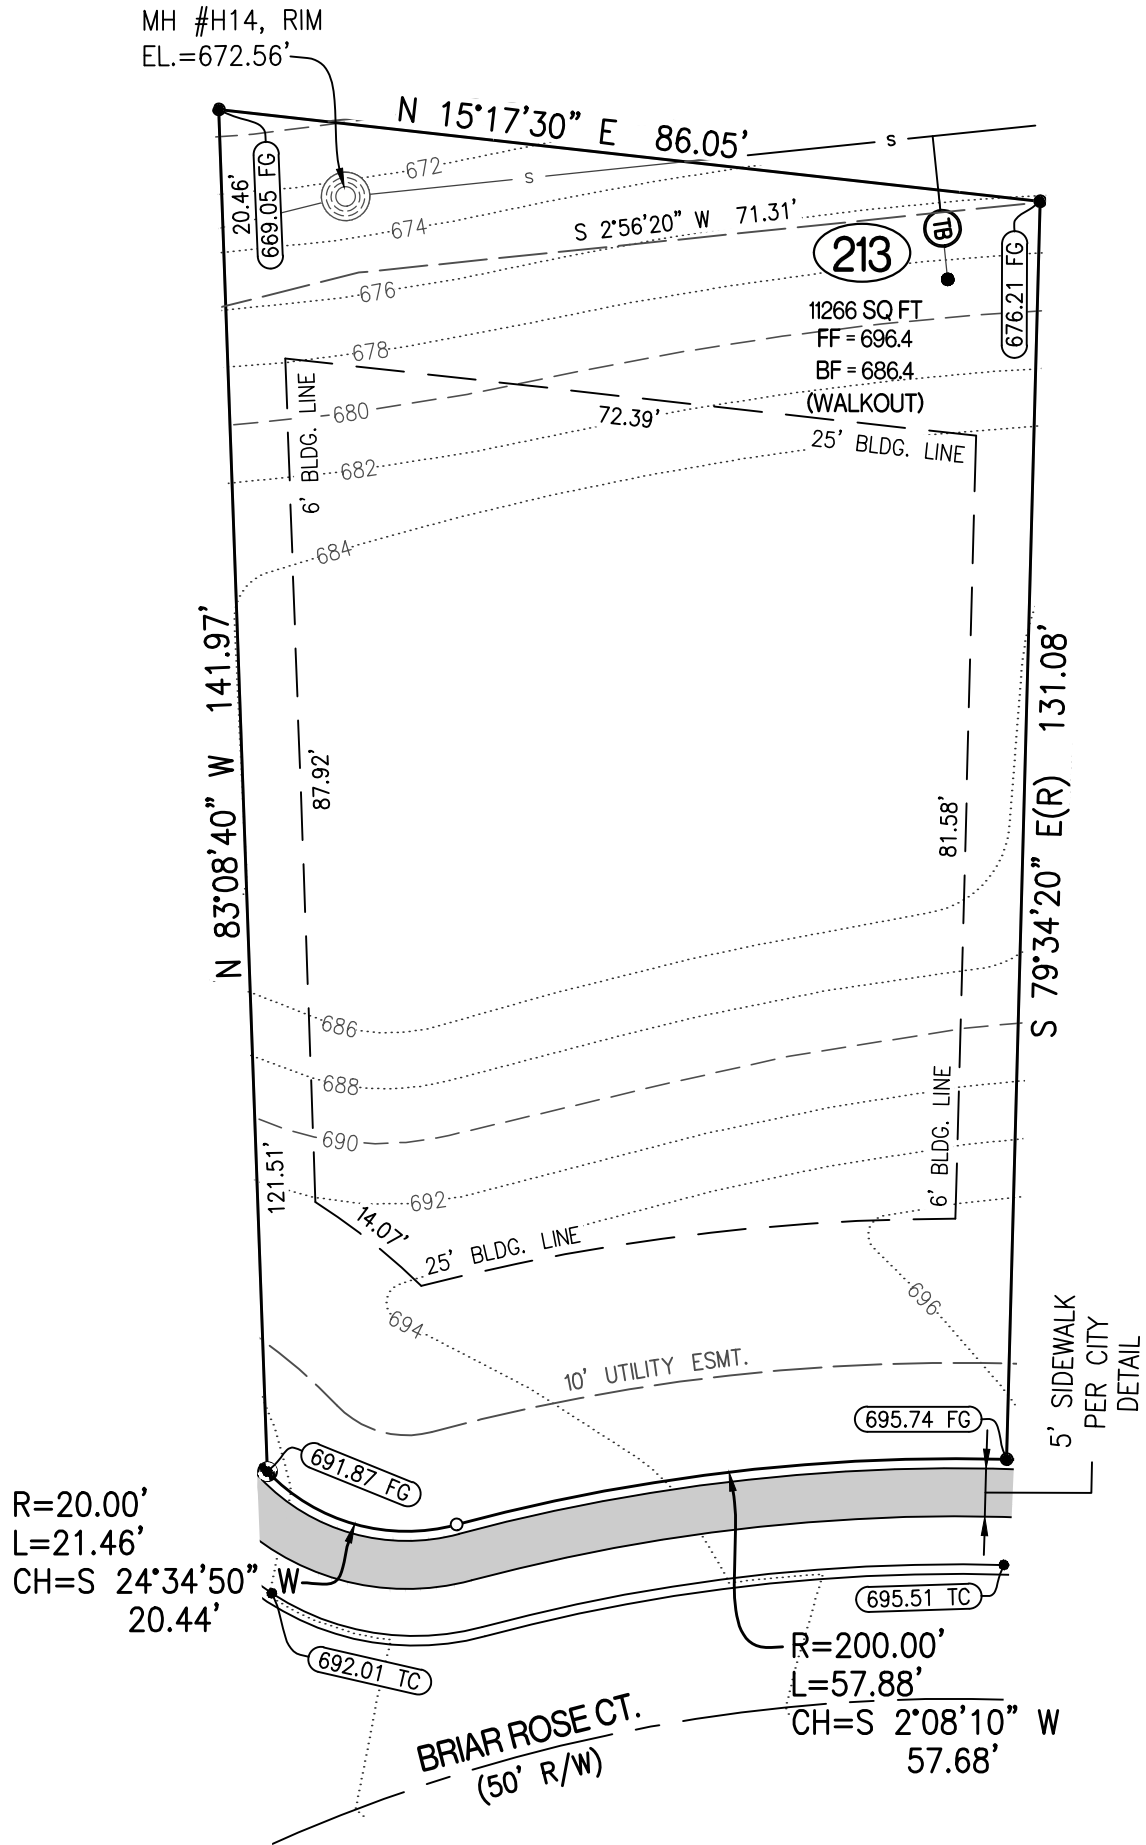 MH #H14, RIM
EL.=672.56'
N 15°17'30" E 86.05'
20.46'
669.05 FG
672
s
s
674
S 2°56'20" W 71.31'
TB
213
676.21 FG
676
11266 SQ FT
FF = 696.4
BF = 686.4
(WALKOUT)
678
6' BLDG. LINE
680
72.39'
25' BLDG. LINE
682
684
N 83°08'40" W 141.97'
87.92'
81.58'
S 79°34'20" E(R) 131.08'
686
688
690
6' BLDG. LINE
121.51'
692
14.07'
25' BLDG. LINE
694
696
10' UTILITY ESMT.
5' SIDEWALK
PER CITY
DETAIL
695.74 FG
691.87 FG
R=20.00'
L=21.46'
CH=S 24°34'50" W
20.44'
695.51 TC
692.01 TC
R=200.00'
L=57.88'
CH=S 2°08'10" W
57.68'
BRIAR ROSE CT.
(50' R/W)